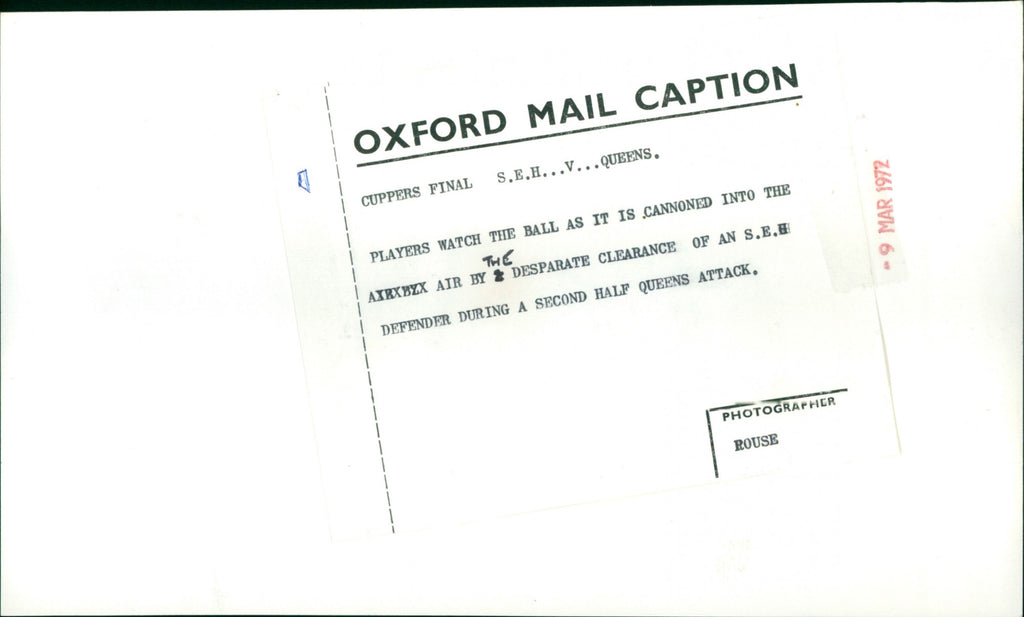 OXFORD MAIL CAPTION
CUPPERS FINAL S.E.H...V...QUEENS.
PLAYERS WATCH THE BALL AS IT IS CANNONED INTO THE
AIR BY THE DESPARATE CLEARANCE OF AN S.E.H
DEFENDER DURING A SECOND HALF QUEENS ATTACK.
PHOTOGRAPHER
ROUSE
- 9 MAR 1972